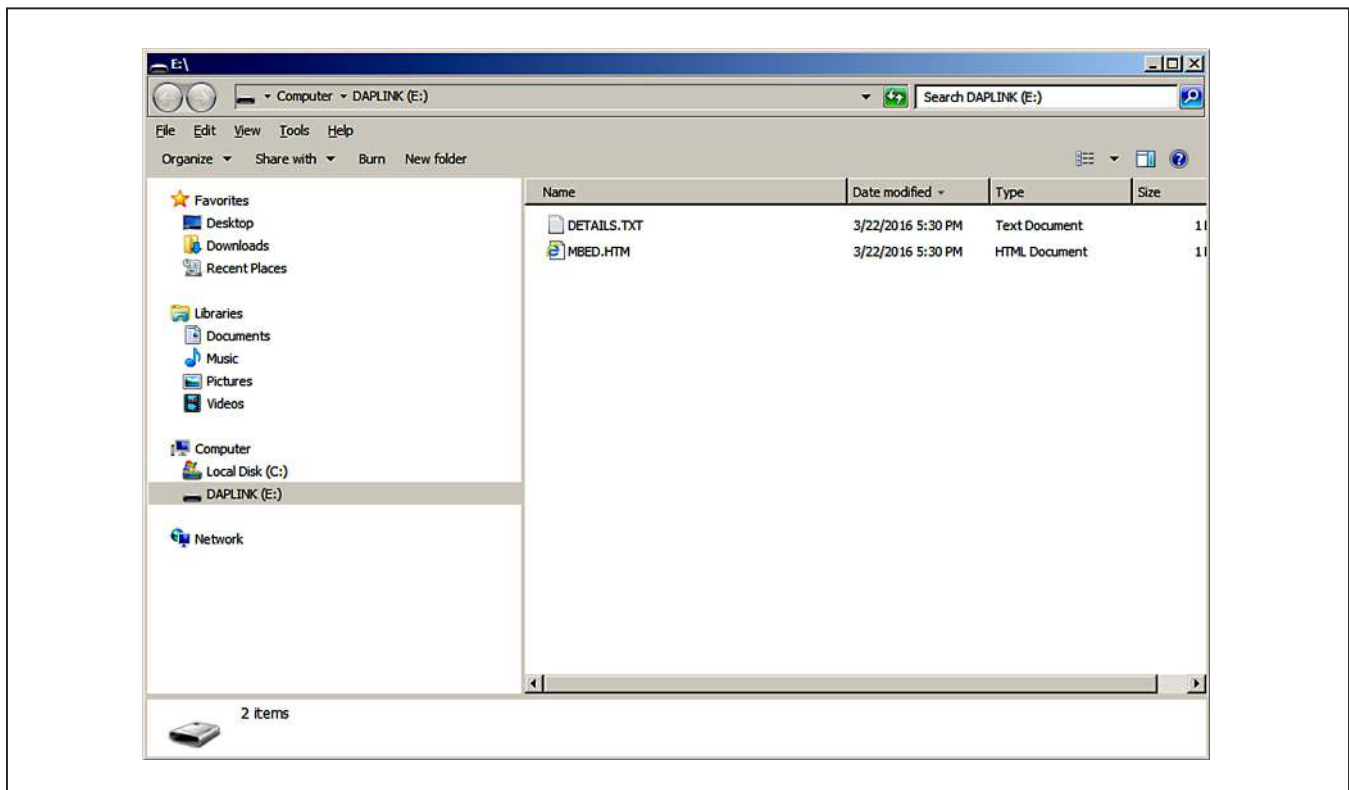 E:\
Computer DAPLINK (E:)
Search DAPLINK (E:)
File Edit View Tools Help
Organize Share with Burn New folder
Favorites
Desktop
Downloads
Recent Places
Libraries
Documents
Music
Pictures
Videos
Computer
Local Disk (C:)
DAPLINK (E:)
Network
Name Date modified Type Size
DETAILS.TXT 3/22/2016 5:30 PM Text Document 1
MBED.HTM 3/22/2016 5:30 PM HTML Document 1
2 items